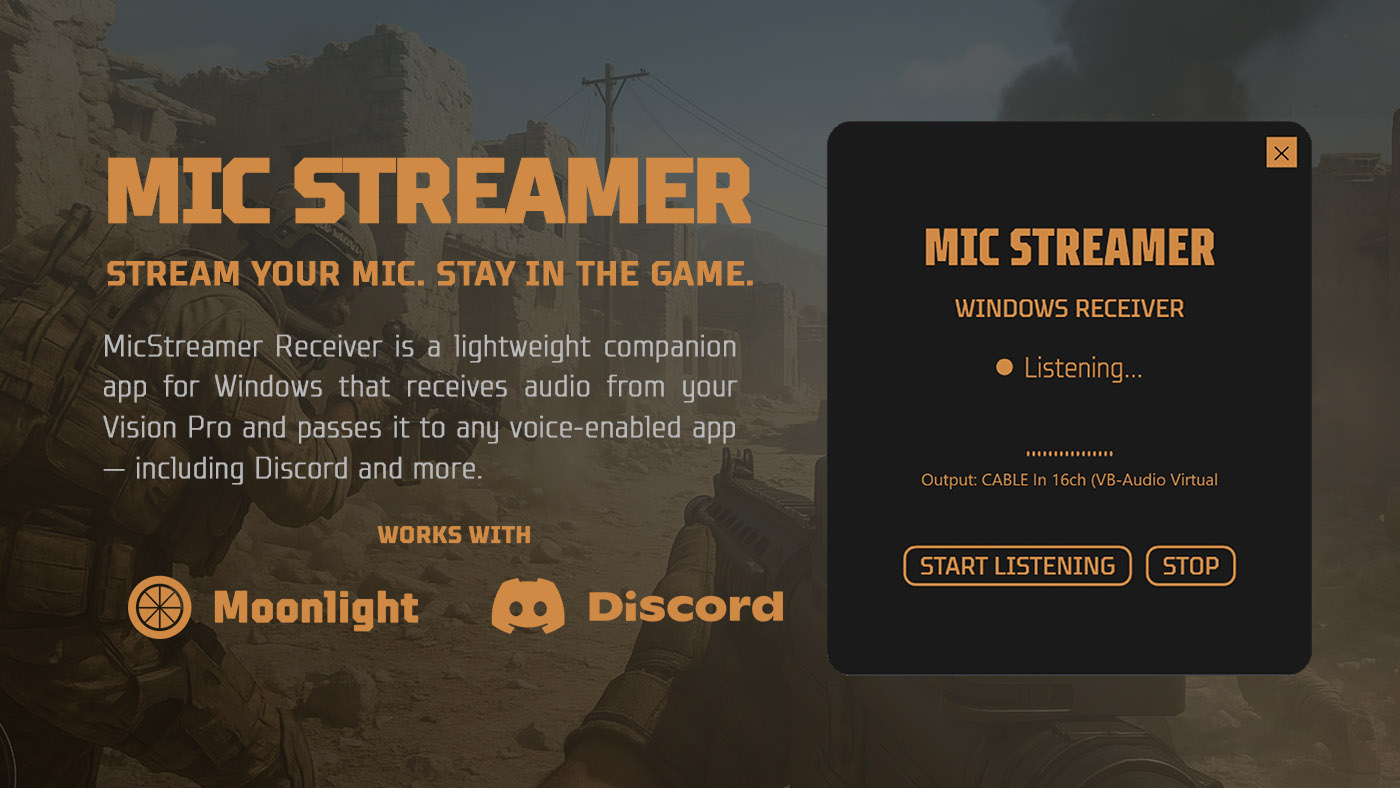 MIC STREAMER
STREAM YOUR MIC. STAY IN THE GAME.
MicStreamer Receiver is a lightweight companion
app for Windows that receives audio from your
Vision Pro and passes it to any voice-enabled app
— including Discord and more.
WORKS WITH
Moonlight
Discord
MIC STREAMER
WINDOWS RECEIVER
Listening...
Output: CABLE In 16ch (VB-Audio Virtual
START LISTENING
STOP